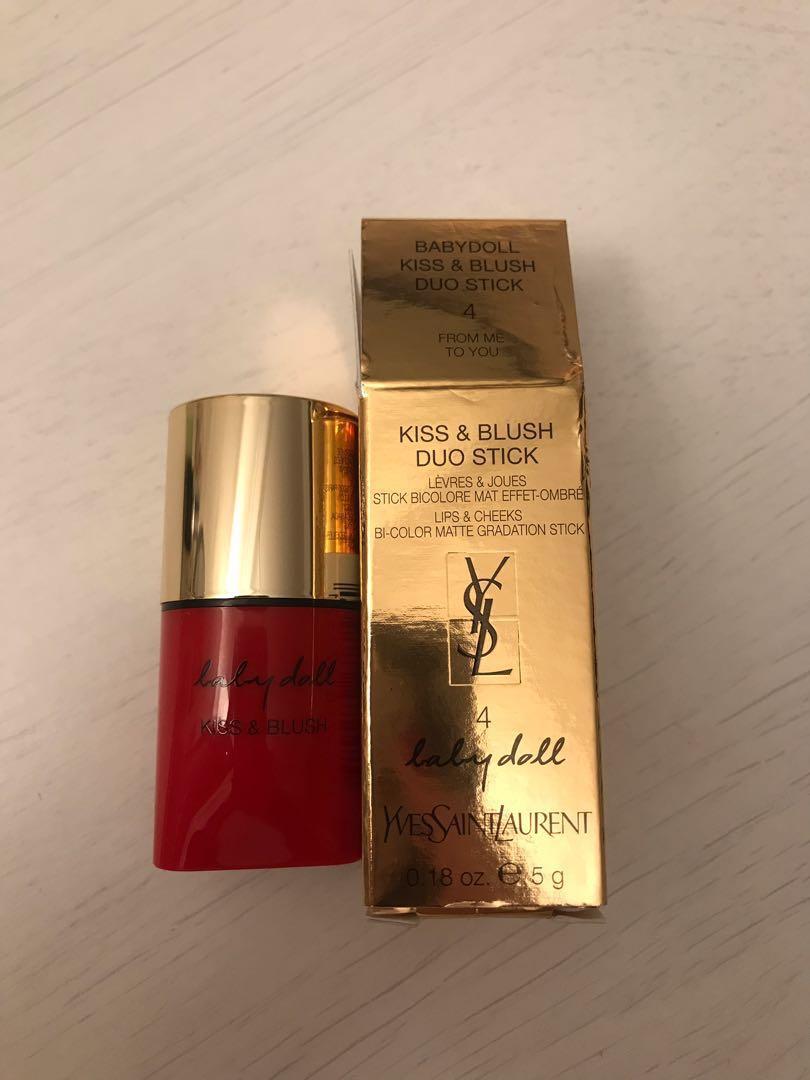 BABYDOLL
KISS & BLUSH
DUO STICK
4
FROM ME
TO YOU
KISS & BLUSH
DUO STICK
LÈVRES & JOUES
STICK BICOLORE MAT EFFET-OMBRÉ
LIPS & CHEEKS
BI-COLOR MATTE GRADATION STICK
YSL
4
baby doll
YVESSAINTLAURENT
0.18 oz. ℮ 5 g
baby doll
KISS & BLUSH